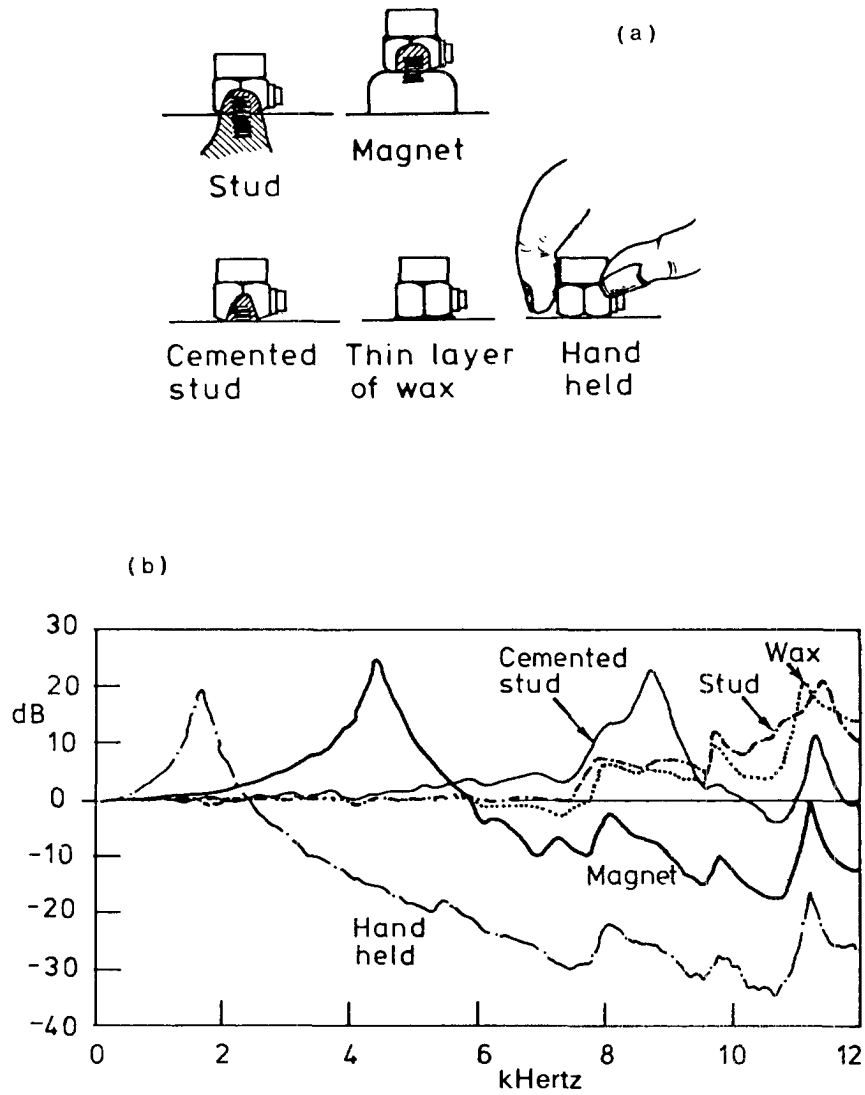 (a)
Stud
Magnet
Cemented
stud
Thin layer
of wax
Hand
held
(b)
30
20
dB
10
0
-10
-20
-30
-40
Cemented
stud
Stud
Wax
Magnet
Hand
held
0 2 4 6 8 10 12
kHertz